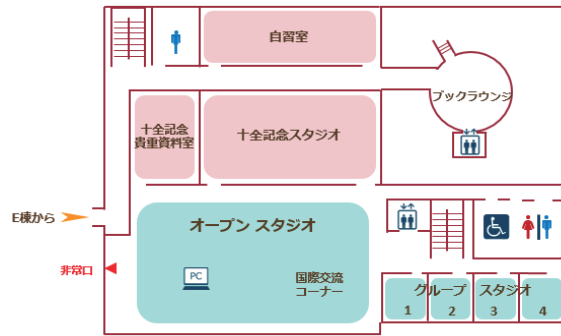 自習室
ブックラウンジ
十全記念
貴重資料室
十全記念スタジオ
E棟から
オープン スタジオ
非常口
PC
国際交流
コーナー
グループ スタジオ
1 2 3 4